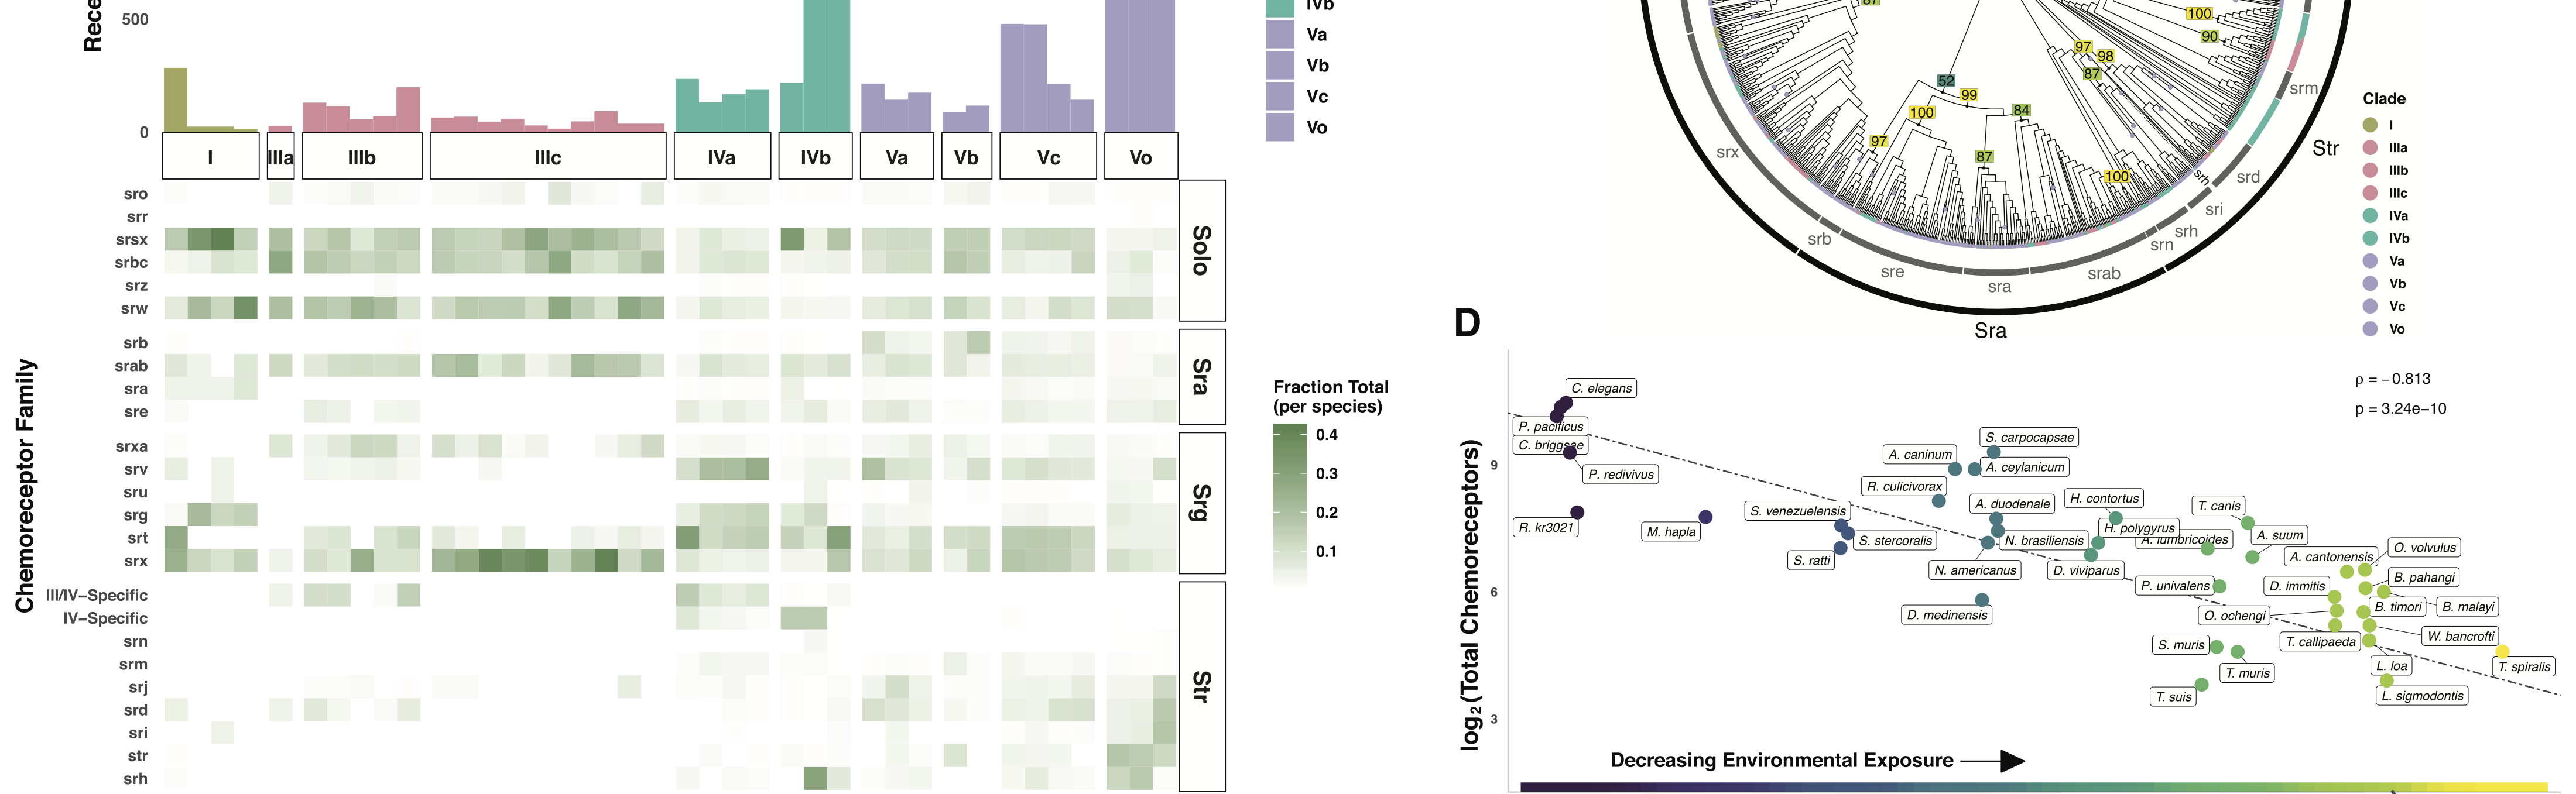 Rece
500
0
I
IIIa
IIIb
IIIc
IVa
IVb
Va
Vb
Vc
Vo
IVb
Va
Vb
Vc
Vo
Chemoreceptor Family
sro
srr
srsx
srbc
srz
srw
Solo
srb
srab
sra
sre
Sra
srxa
srv
sru
srg
srt
srx
Srg
III/IV–Specific
IV–Specific
srn
srm
srj
srd
sri
str
srh
Str
Fraction Total
(per species)
0.4
0.3
0.2
0.1
87
100
90
97
98
87
52
99
100
84
97
87
100
srx
srb
sre
sra
srab
srn
srh
sri
srh
srd
srm
Str
Sra
Clade
I
IIIa
IIIb
IIIc
IVa
IVb
Va
Vb
Vc
Vo
D
ρ = −0.813
p = 3.24e−10
log2(Total Chemoreceptors)
9
6
3
C. elegans
P. pacificus
C. briggsae
P. redivivus
R. kr3021
M. hapla
S. venezuelensis
S. stercoralis
S. ratti
A. caninum
S. carpocapsae
A. ceylanicum
R. culicivorax
A. duodenale
N. brasiliensis
N. americanus
D. medinensis
H. contortus
H. polygyrus
D. viviparus
A. lumbricoides
T. canis
A. suum
P. univalens
A. cantonensis
O. volvulus
D. immitis
B. pahangi
O. ochengi
B. timori
B. malayi
T. callipaeda
W. bancrofti
S. muris
T. muris
T. suis
L. loa
L. sigmodontis
T. spiralis
Decreasing Environmental Exposure